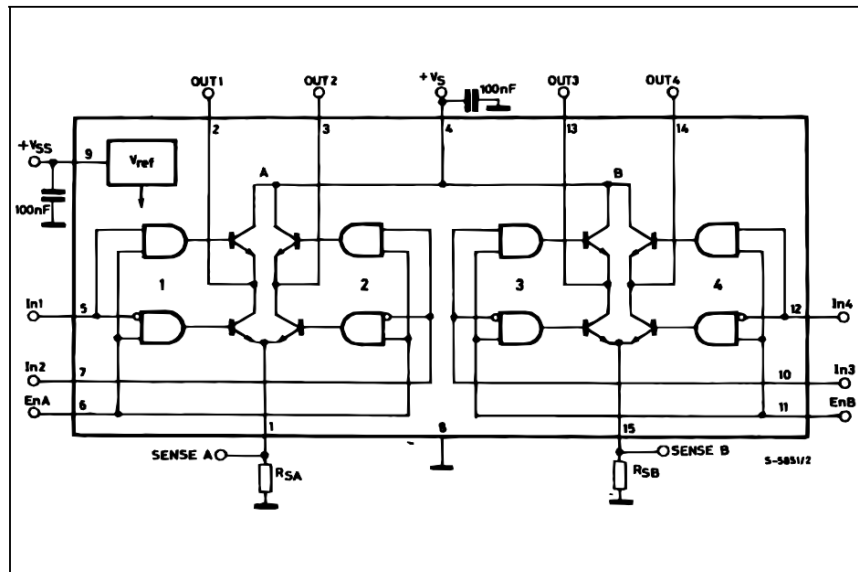 OUT1
OUT2
+VS
100nF
OUT3
OUT4
2
3
4
13
14
+VSS
9
Vref
A
B
100nF
1
2
3
4
In1
5
12
In4
In2
7
10
In3
EnA
6
11
EnB
1
8
15
SENSE A
SENSE B
RSA
RSB
S-5851/2